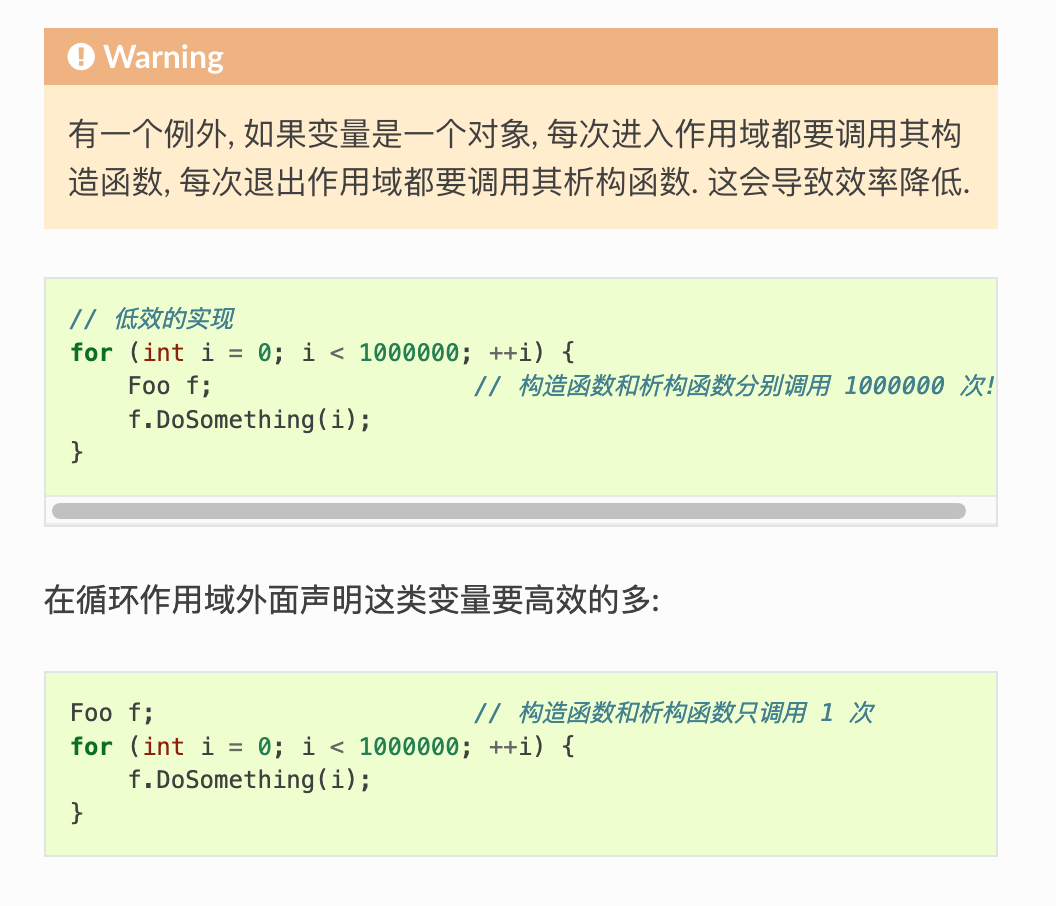 Warning
有一个例外, 如果变量是一个对象, 每次进入作用域都要调用其构
造函数, 每次退出作用域都要调用其析构函数. 这会导致效率降低.
// 低效的实现
for (int i = 0; i < 1000000; ++i) {
    Foo f;                  // 构造函数和析构函数分别调用 1000000 次!
    f.DoSomething(i);
}
在循环作用域外面声明这类变量要高效的多:
Foo f;                      // 构造函数和析构函数只调用 1 次
for (int i = 0; i < 1000000; ++i) {
    f.DoSomething(i);
}